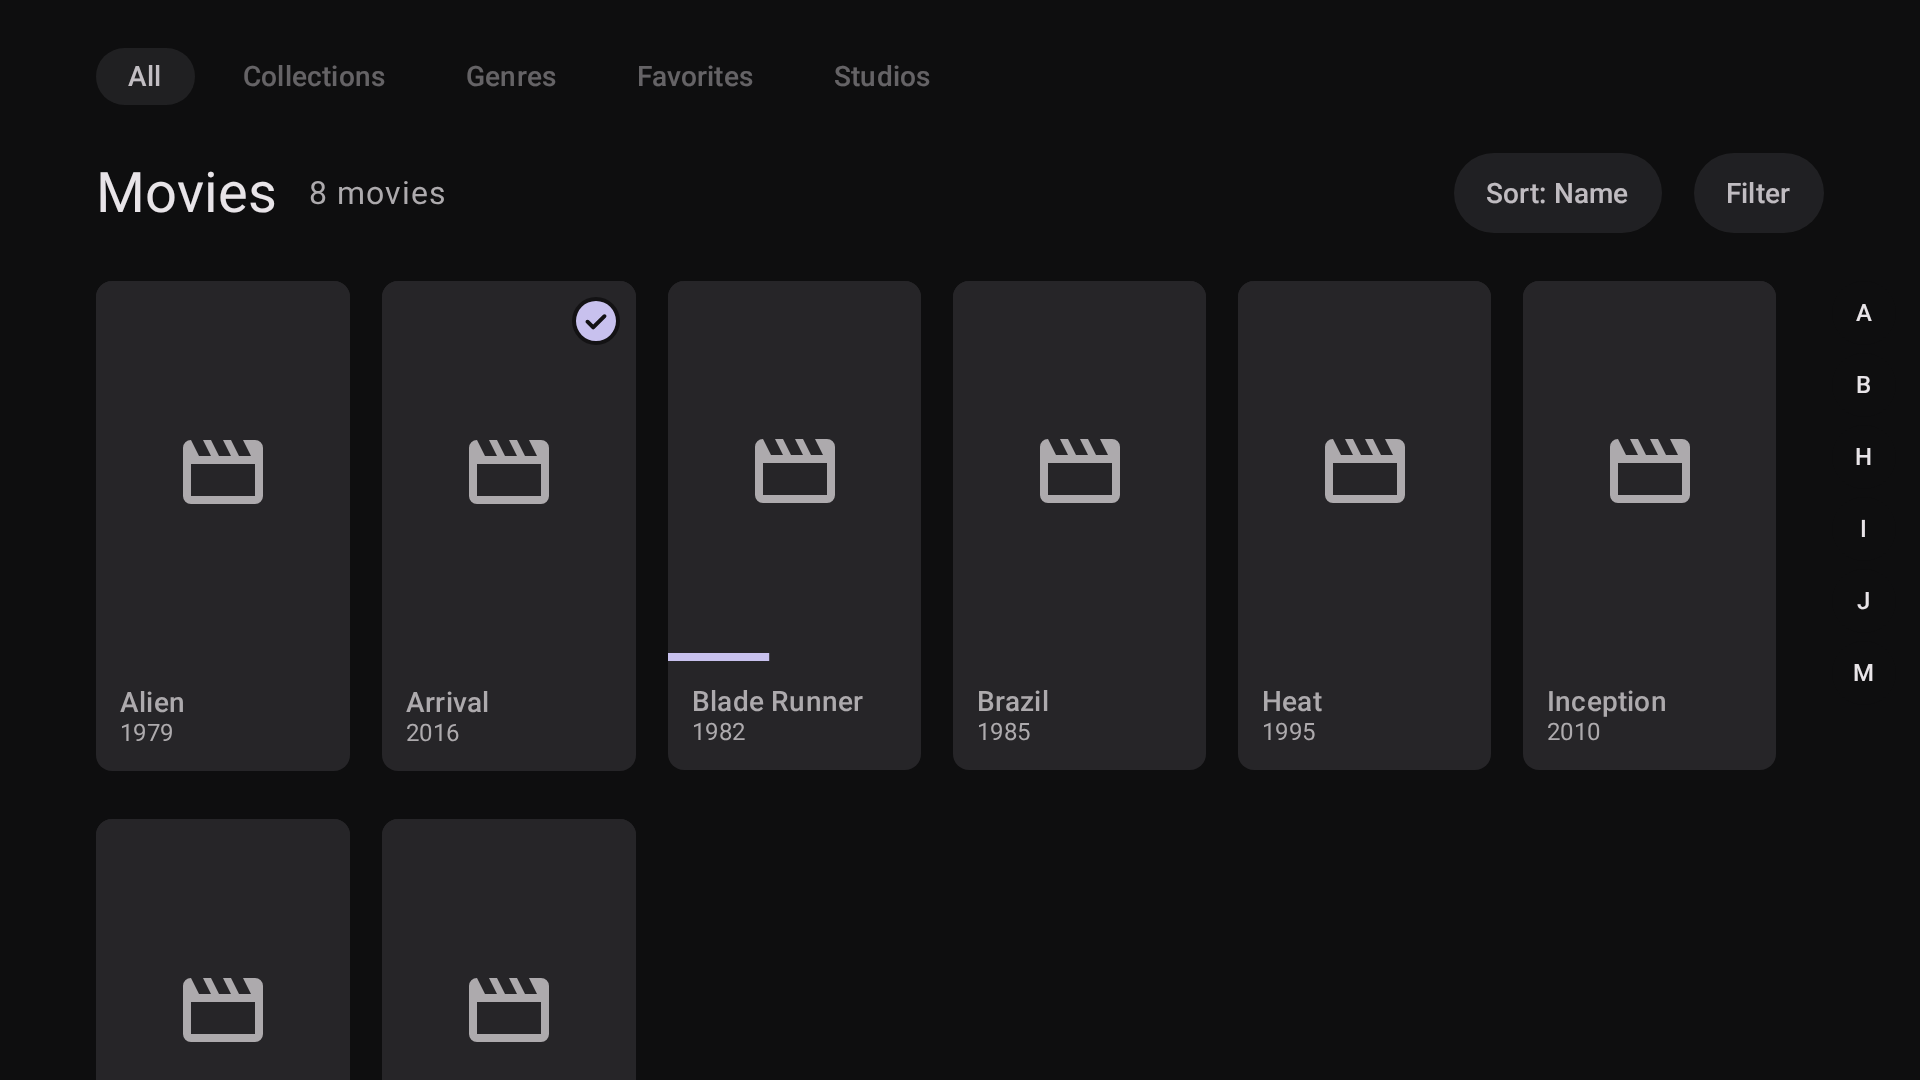 All
Collections
Genres
Favorites
Studios
Movies
8 movies
Sort: Name
Filter
Alien
1979
Arrival
2016
Blade Runner
1982
Brazil
1985
Heat
1995
Inception
2010
A
B
H
I
J
M